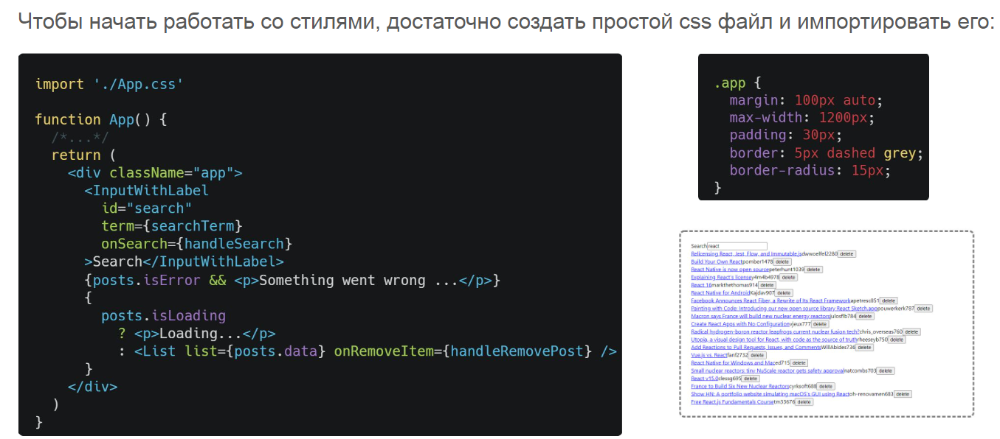 Чтобы начать работать со стилями, достаточно создать простой css файл и импортировать его:
import './App.css'
function App() {
/*...*/
return (
<div className="app">
<InputWithLabel
id="search"
term={searchTerm}
onSearch={handleSearch}
>Search</InputWithLabel>
{posts.isError && <p>Something went wrong ...</p>}
{
posts.isLoading
? <p>Loading...</p>
: <List list={posts.data} onRemoveItem={handleRemovePost} />
}
</div>
)
}
.app {
margin: 100px auto;
max-width: 1200px;
padding: 30px;
border: 5px dashed grey;
border-radius: 15px;
}
Search react
Relicensing React, Jest, Flow, and Immutable.jsdwwoelfel2280 delete
Build Your Own Reactpomber1478 delete
React Native is now open sourcepeterhunt1039 delete
Explaining React's licensey4m4b4978 delete
React 16markthethomas914 delete
React Native for AndroidKajdav907 delete
Facebook Announces React Fiber, a Rewrite of Its React Frameworkapetresc851 delete
Painting with Code: Introducing our new open source library React Sketch.apppouwerkerk787 delete
Macron says France will build new nuclear energy reactorsjulosflb784 delete
Create React Apps with No Configurationvjeux777 delete
Radical hydrogen-boron reactor leapfrogs current nuclear fusion tech?chris_overseas760 delete
Utopia, a visual design tool for React, with code as the source of truthrheeseyb750 delete
Add Reactions to Pull Requests, Issues, and CommentsWillAbides736 delete
Vue.js vs. Reactfanf2732 delete
React Native for Windows and Maced715 delete
Small nuclear reactors: tiny NuScale reactor gets safety approvalnatcombs703 delete
React v15.0clessg695 delete
France to Build Six New Nuclear Reactorscyrksoft688 delete
Show HN: A portfolio website simulating macOS's GUI using Reactoh-renovamen683 delete
Free React.js Fundamentals Coursetm33676 delete